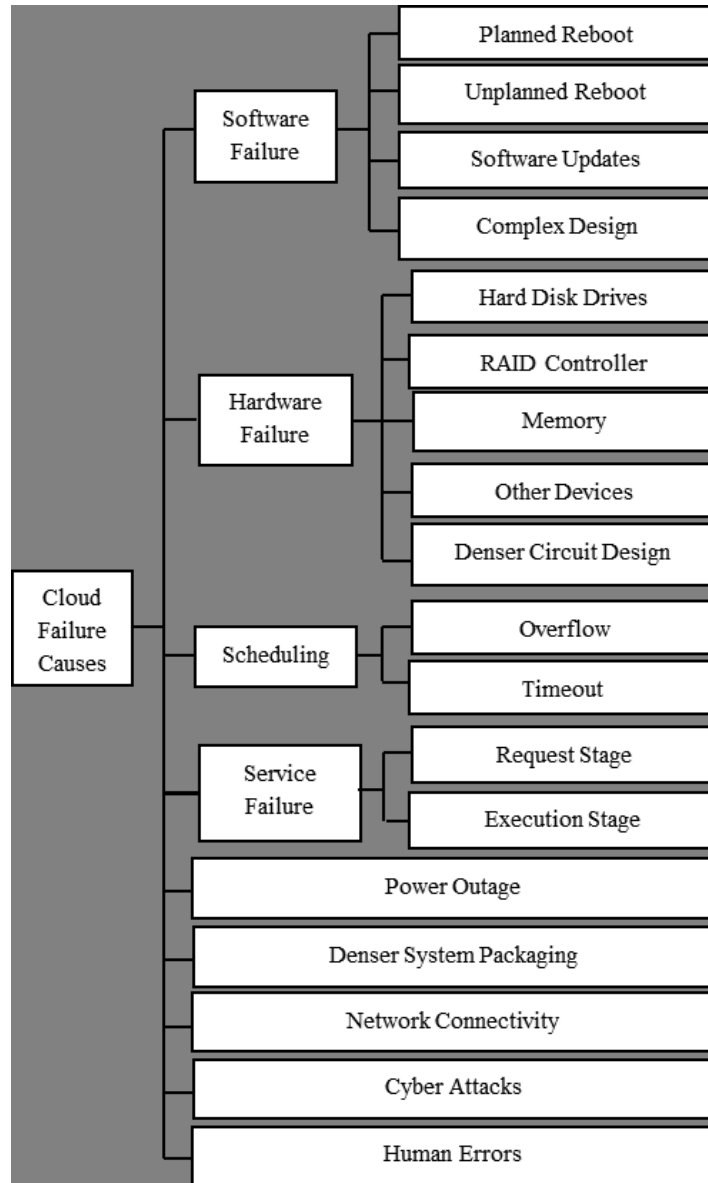 Planned Reboot
Unplanned Reboot
Software
Failure
Software Updates
Complex Design
Hard Disk Drives
RAID Controller
Hardware
Failure
Memory
Other Devices
Denser Circuit Design
Cloud
Failure
Causes
Overflow
Scheduling
Timeout
Request Stage
Service
Failure
Execution Stage
Power Outage
Denser System Packaging
Network Connectivity
Cyber Attacks
Human Errors